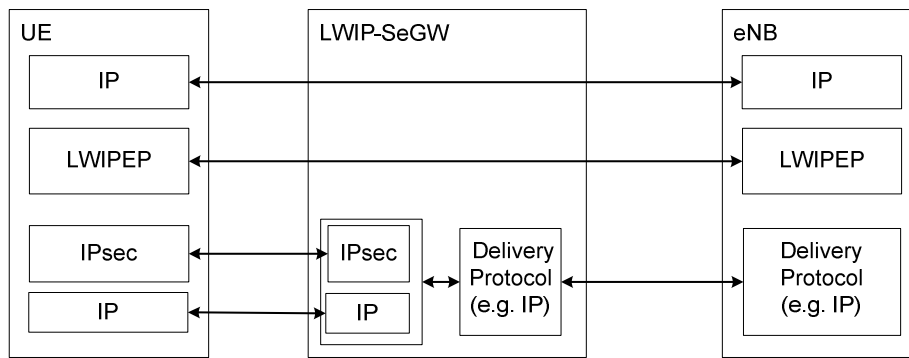 UE
LWIP-SeGW
eNB
IP
IP
LWIPEP
LWIPEP
IPsec
IPsec
Delivery
Protocol
(e.g. IP)
Delivery
Protocol
(e.g. IP)
IP
IP